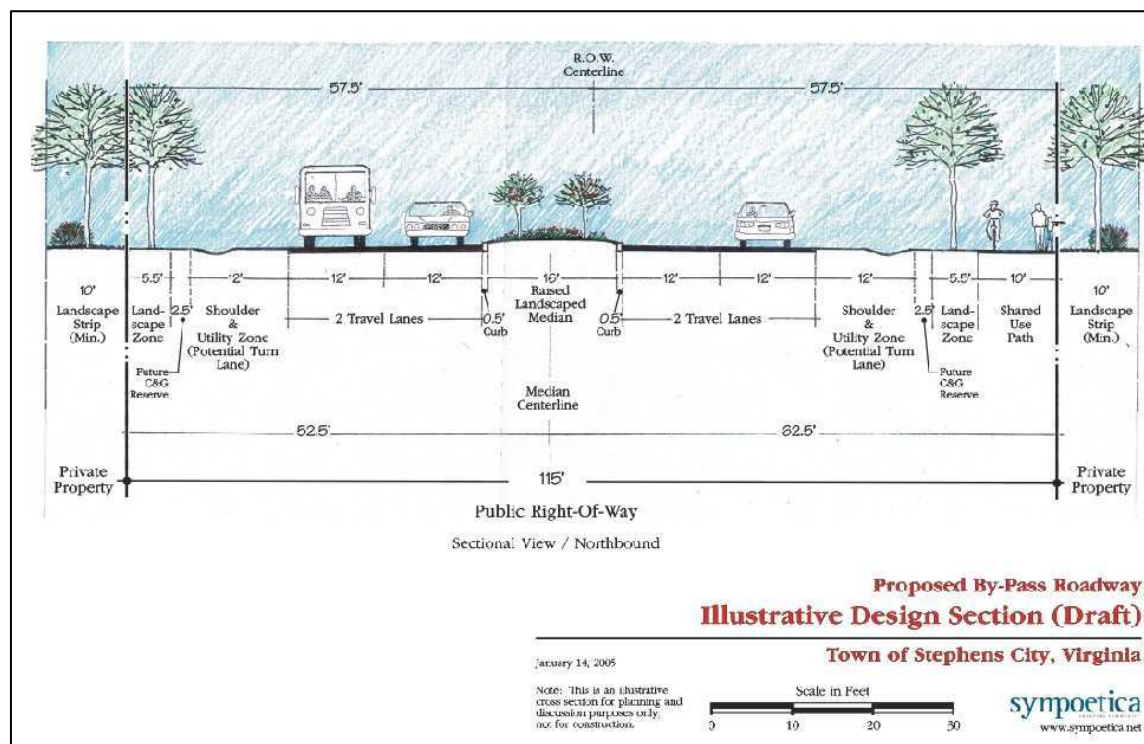 R.O.W.
Centerline
57.5'
57.5'
5.5'
2'
12'
12'
16'
12'
12'
12'
5.5'
10'
10'
Landscape
Strip
(Min.)
Land-
scape
Zone
2.5'
Shoulder
&
Utility Zone
(Potential Turn
Lane)
Future
C&G
Reserve
2 Travel Lanes
0.5'
Curb
Raised
Landscaped
Median
0.5'
Curb
2 Travel Lanes
Shoulder
&
Utility Zone
(Potential Turn
Lane)
2.5'
Future
C&G
Reserve
Land-
scape
Zone
Shared
Use
Path
10'
Landscape
Strip
(Min.)
Median
Centerline
52.5'
62.5'
Private
Property
115'
Private
Property
Public Right-Of-Way
Sectional View / Northbound
Proposed By-Pass Roadway
Illustrative Design Section (Draft)
Town of Stephens City, Virginia
January 14, 2005
Note: This is an illustrative
cross section for planning and
discussion purposes only;
not for construction.
Scale in Feet
0 10 20 30
sympoetica
www.sympoetica.net